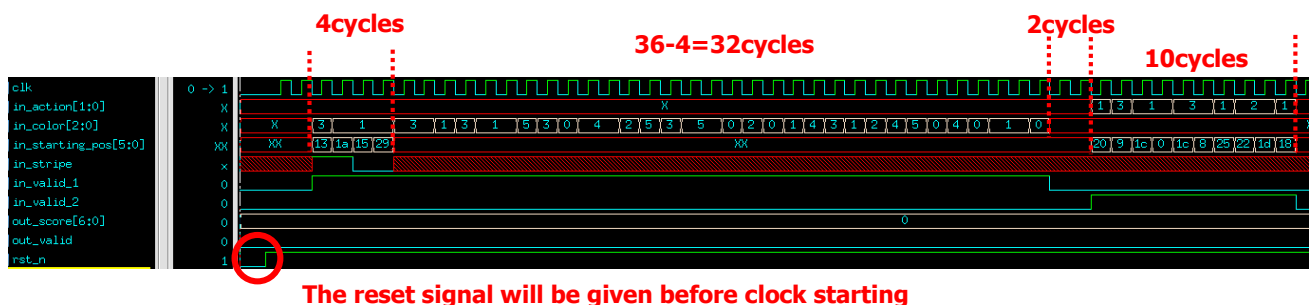 4cycles
36-4=32cycles
2cycles
10cycles
clk 0 -> 1
in_action[1:0] X X 1 3 1 3 1 2 1
in_color[2:0] X X 3 1 3 1 3 1 5 3 0 4 2 5 3 5 0 2 0 1 4 3 1 2 4 5 0 4 0 1 0 X
in_starting_pos[5:0] XX XX 13 1a 15 29 XX 20 9 1c 0 1c 8 25 22 1d 18
in_stripe x
in_valid_1 0
in_valid_2 0
out_score[6:0] 0 0
out_valid 0
rst_n 1
The reset signal will be given before clock starting